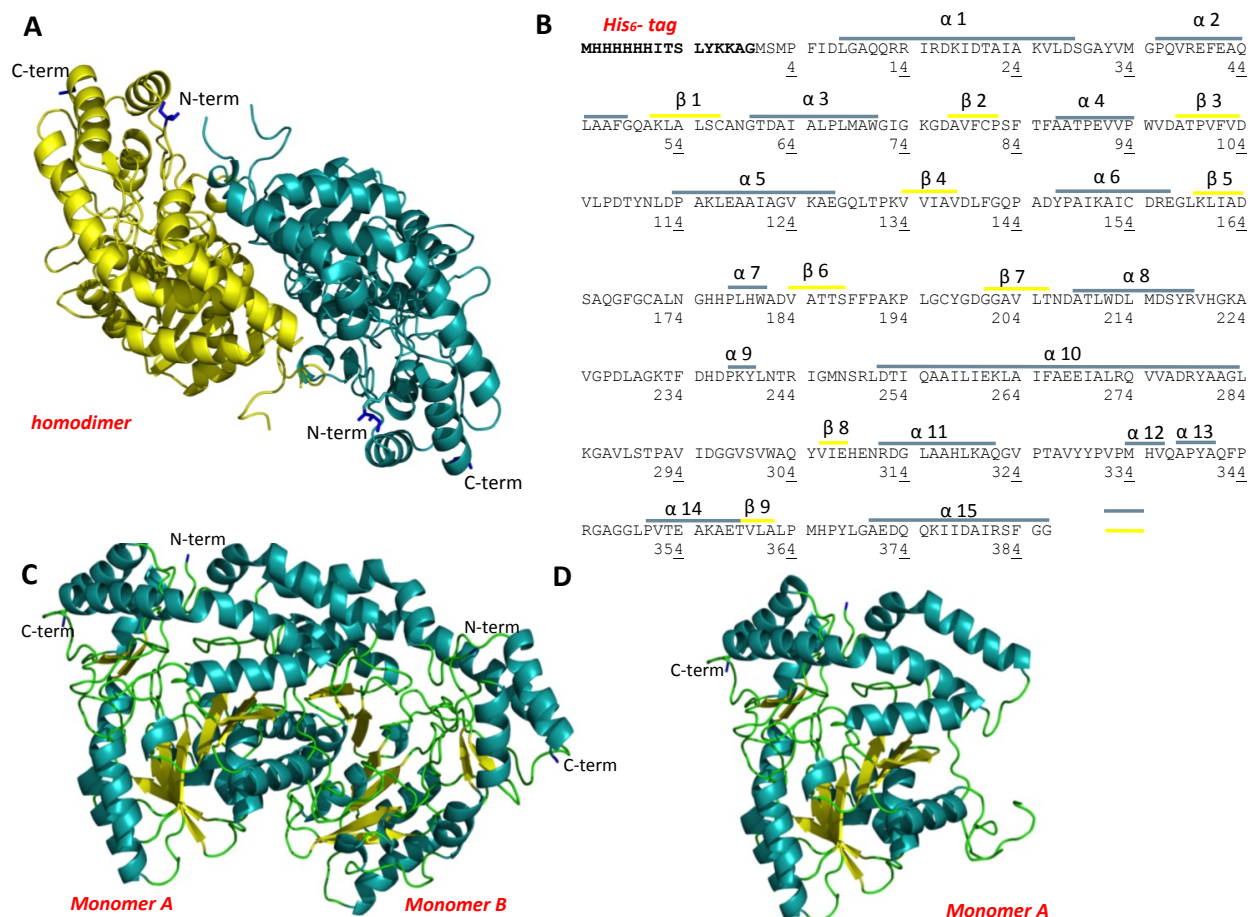 A
C-term
N-term
N-term
C-term
homodimer
B
His6- tag
α 1
α 2
MHHHHHHITS LYKKAGMSMP FIDLGAQQRR IRDKIDTAIA KVLDSGAYVM GPQVREFEAQ
4 14 24 34 44
β 1
α 3
β 2
α 4
β 3
LAAFGQAKLA LSCANGTDAI ALPLMAWGIG KGDAVFCPSF TFAATPEVVP WVDATPVFVD
54 64 74 84 94 104
α 5
β 4
α 6
β 5
VLPDTYNLDP AKLEAAIAGV KAEGQLTPKV VIAVDLFGQP ADYPAIKAIC DREGLKLIAD
114 124 134 144 154 164
α 7
β 6
β 7
α 8
SAQGFGCALN GHHPLHWADV ATTSFFPAKP LGCYGDGGAV LTNDATLWDL MDSYRVHGKA
174 184 194 204 214 224
α 9
α 10
VGPDLAGKTF DHDPKYLNTR IGMNSRLDTI QAAILIEKLA IFAEEIALRQ VVADRYAAGL
234 244 254 264 274 284
β 8
α 11
α 12
α 13
KGAVLSTPAV IDGGVSVWAQ YVIEHENRDG LAAHLKAQGV PTAVYYPVPM HVQAPYAQFP
294 304 314 324 334 344
α 14
β 9
α 15
RGAGGLPVTE AKAETVLALP MHPYLGAEDQ QKIIDAIRSF GG
354 364 374 384
C
N-term
C-term
N-term
C-term
Monomer A
Monomer B
D
C-term
Monomer A